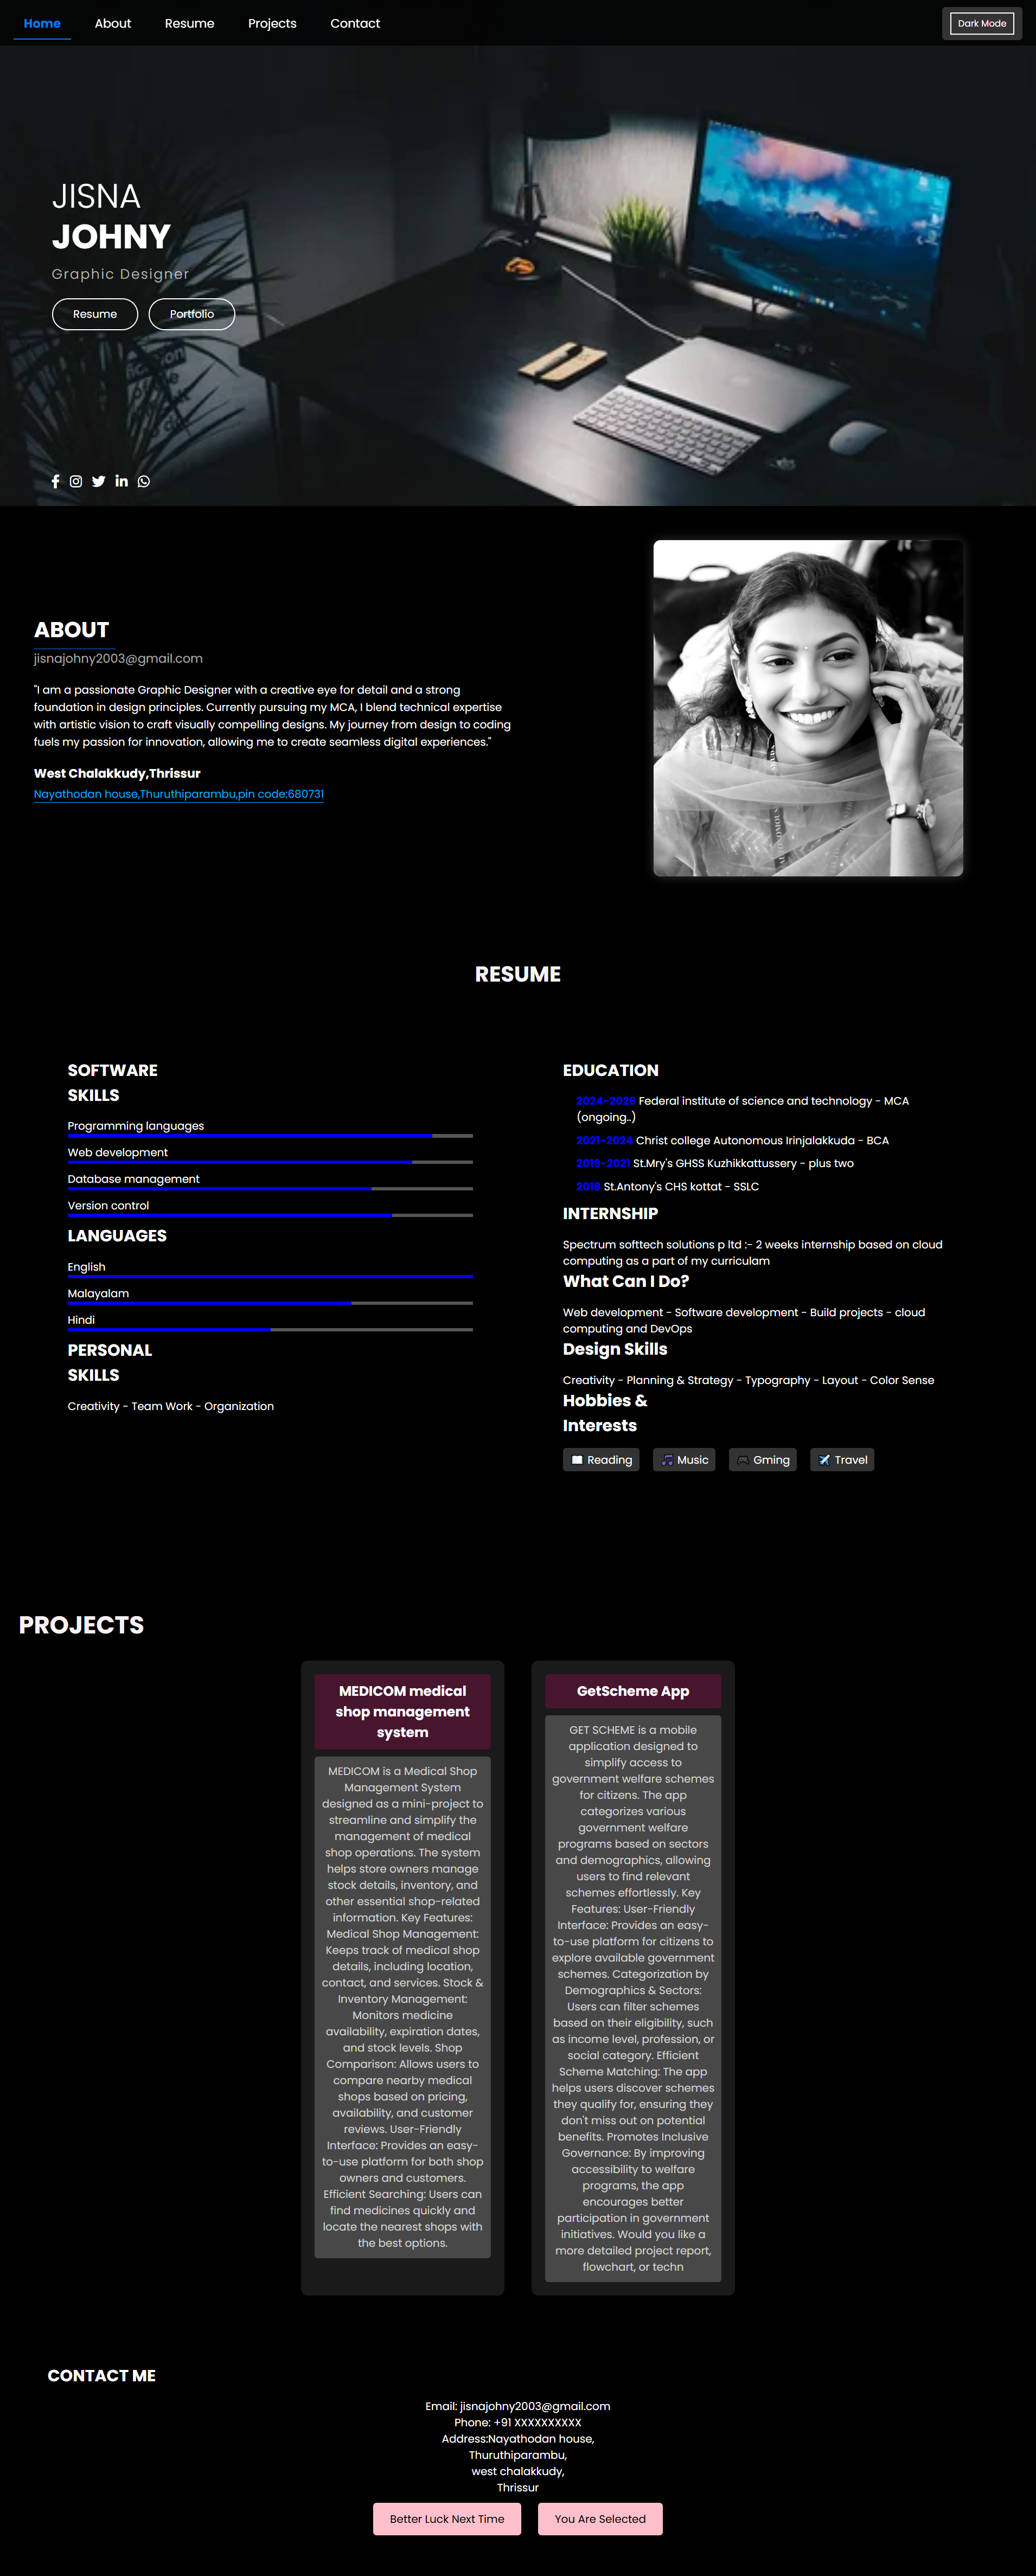 Home
About
Resume
Projects
Contact
Dark Mode
JISNA
JOHNY
Graphic Designer
Resume
Portfolio
ABOUT
jisnajohny2003@gmail.com
"I am a passionate Graphic Designer with a creative eye for detail and a strong
foundation in design principles. Currently pursuing my MCA, I blend technical expertise
with artistic vision to craft visually compelling designs. My journey from design to coding
fuels my passion for innovation, allowing me to create seamless digital experiences."
West Chalakkudy,Thrissur
Nayathodan house,Thuruthiparambu,pin code:680731
RESUME
SOFTWARE
SKILLS
Programming languages
Web development
Database management
Version control
LANGUAGES
English
Malayalam
Hindi
PERSONAL
SKILLS
Creativity - Team Work - Organization
EDUCATION
2024-2026 Federal institute of science and technology - MCA
(ongoing..)
2021-2024 Christ college Autonomous Irinjalakkuda - BCA
2019-2021 St.Mry's GHSS Kuzhikkattussery - plus two
2018 St.Antony's CHS kottat - SSLC
INTERNSHIP
Spectrum softtech solutions p ltd :- 2 weeks internship based on cloud
computing as a part of my curriculam
What Can I Do?
Web development - Software development - Build projects - cloud
computing and DevOps
Design Skills
Creativity - Planning & Strategy - Typography - Layout - Color Sense
Hobbies &
Interests
Reading
Music
Gming
Travel
PROJECTS
MEDICOM medical
shop management
system
MEDICOM is a Medical Shop
Management System
designed as a mini-project to
streamline and simplify the
management of medical
shop operations. The system
helps store owners manage
stock details, inventory, and
other essential shop-related
information. Key Features:
Medical Shop Management:
Keeps track of medical shop
details, including location,
contact, and services. Stock &
Inventory Management:
Monitors medicine
availability, expiration dates,
and stock levels. Shop
Comparison: Allows users to
compare nearby medical
shops based on pricing,
availability, and customer
reviews. User-Friendly
Interface: Provides an easy-
to-use platform for both shop
owners and customers.
Efficient Searching: Users can
find medicines quickly and
locate the nearest shops with
the best options.
GetScheme App
GET SCHEME is a mobile
application designed to
simplify access to
government welfare schemes
for citizens. The app
categorizes various
government welfare
programs based on sectors
and demographics, allowing
users to find relevant
schemes effortlessly. Key
Features: User-Friendly
Interface: Provides an easy-
to-use platform for citizens to
explore available government
schemes. Categorization by
Demographics & Sectors:
Users can filter schemes
based on their eligibility, such
as income level, profession, or
social category. Efficient
Scheme Matching: The app
helps users discover schemes
they qualify for, ensuring they
don't miss out on potential
benefits. Promotes Inclusive
Governance: By improving
accessibility to welfare
programs, the app
encourages better
participation in government
initiatives. Would you like a
more detailed project report,
flowchart, or techn
CONTACT ME
Email: jisnajohny2003@gmail.com
Phone: +91 XXXXXXXXXX
Address:Nayathodan house,
Thuruthiparambu,
west chalakkudy,
Thrissur
Better Luck Next Time
You Are Selected